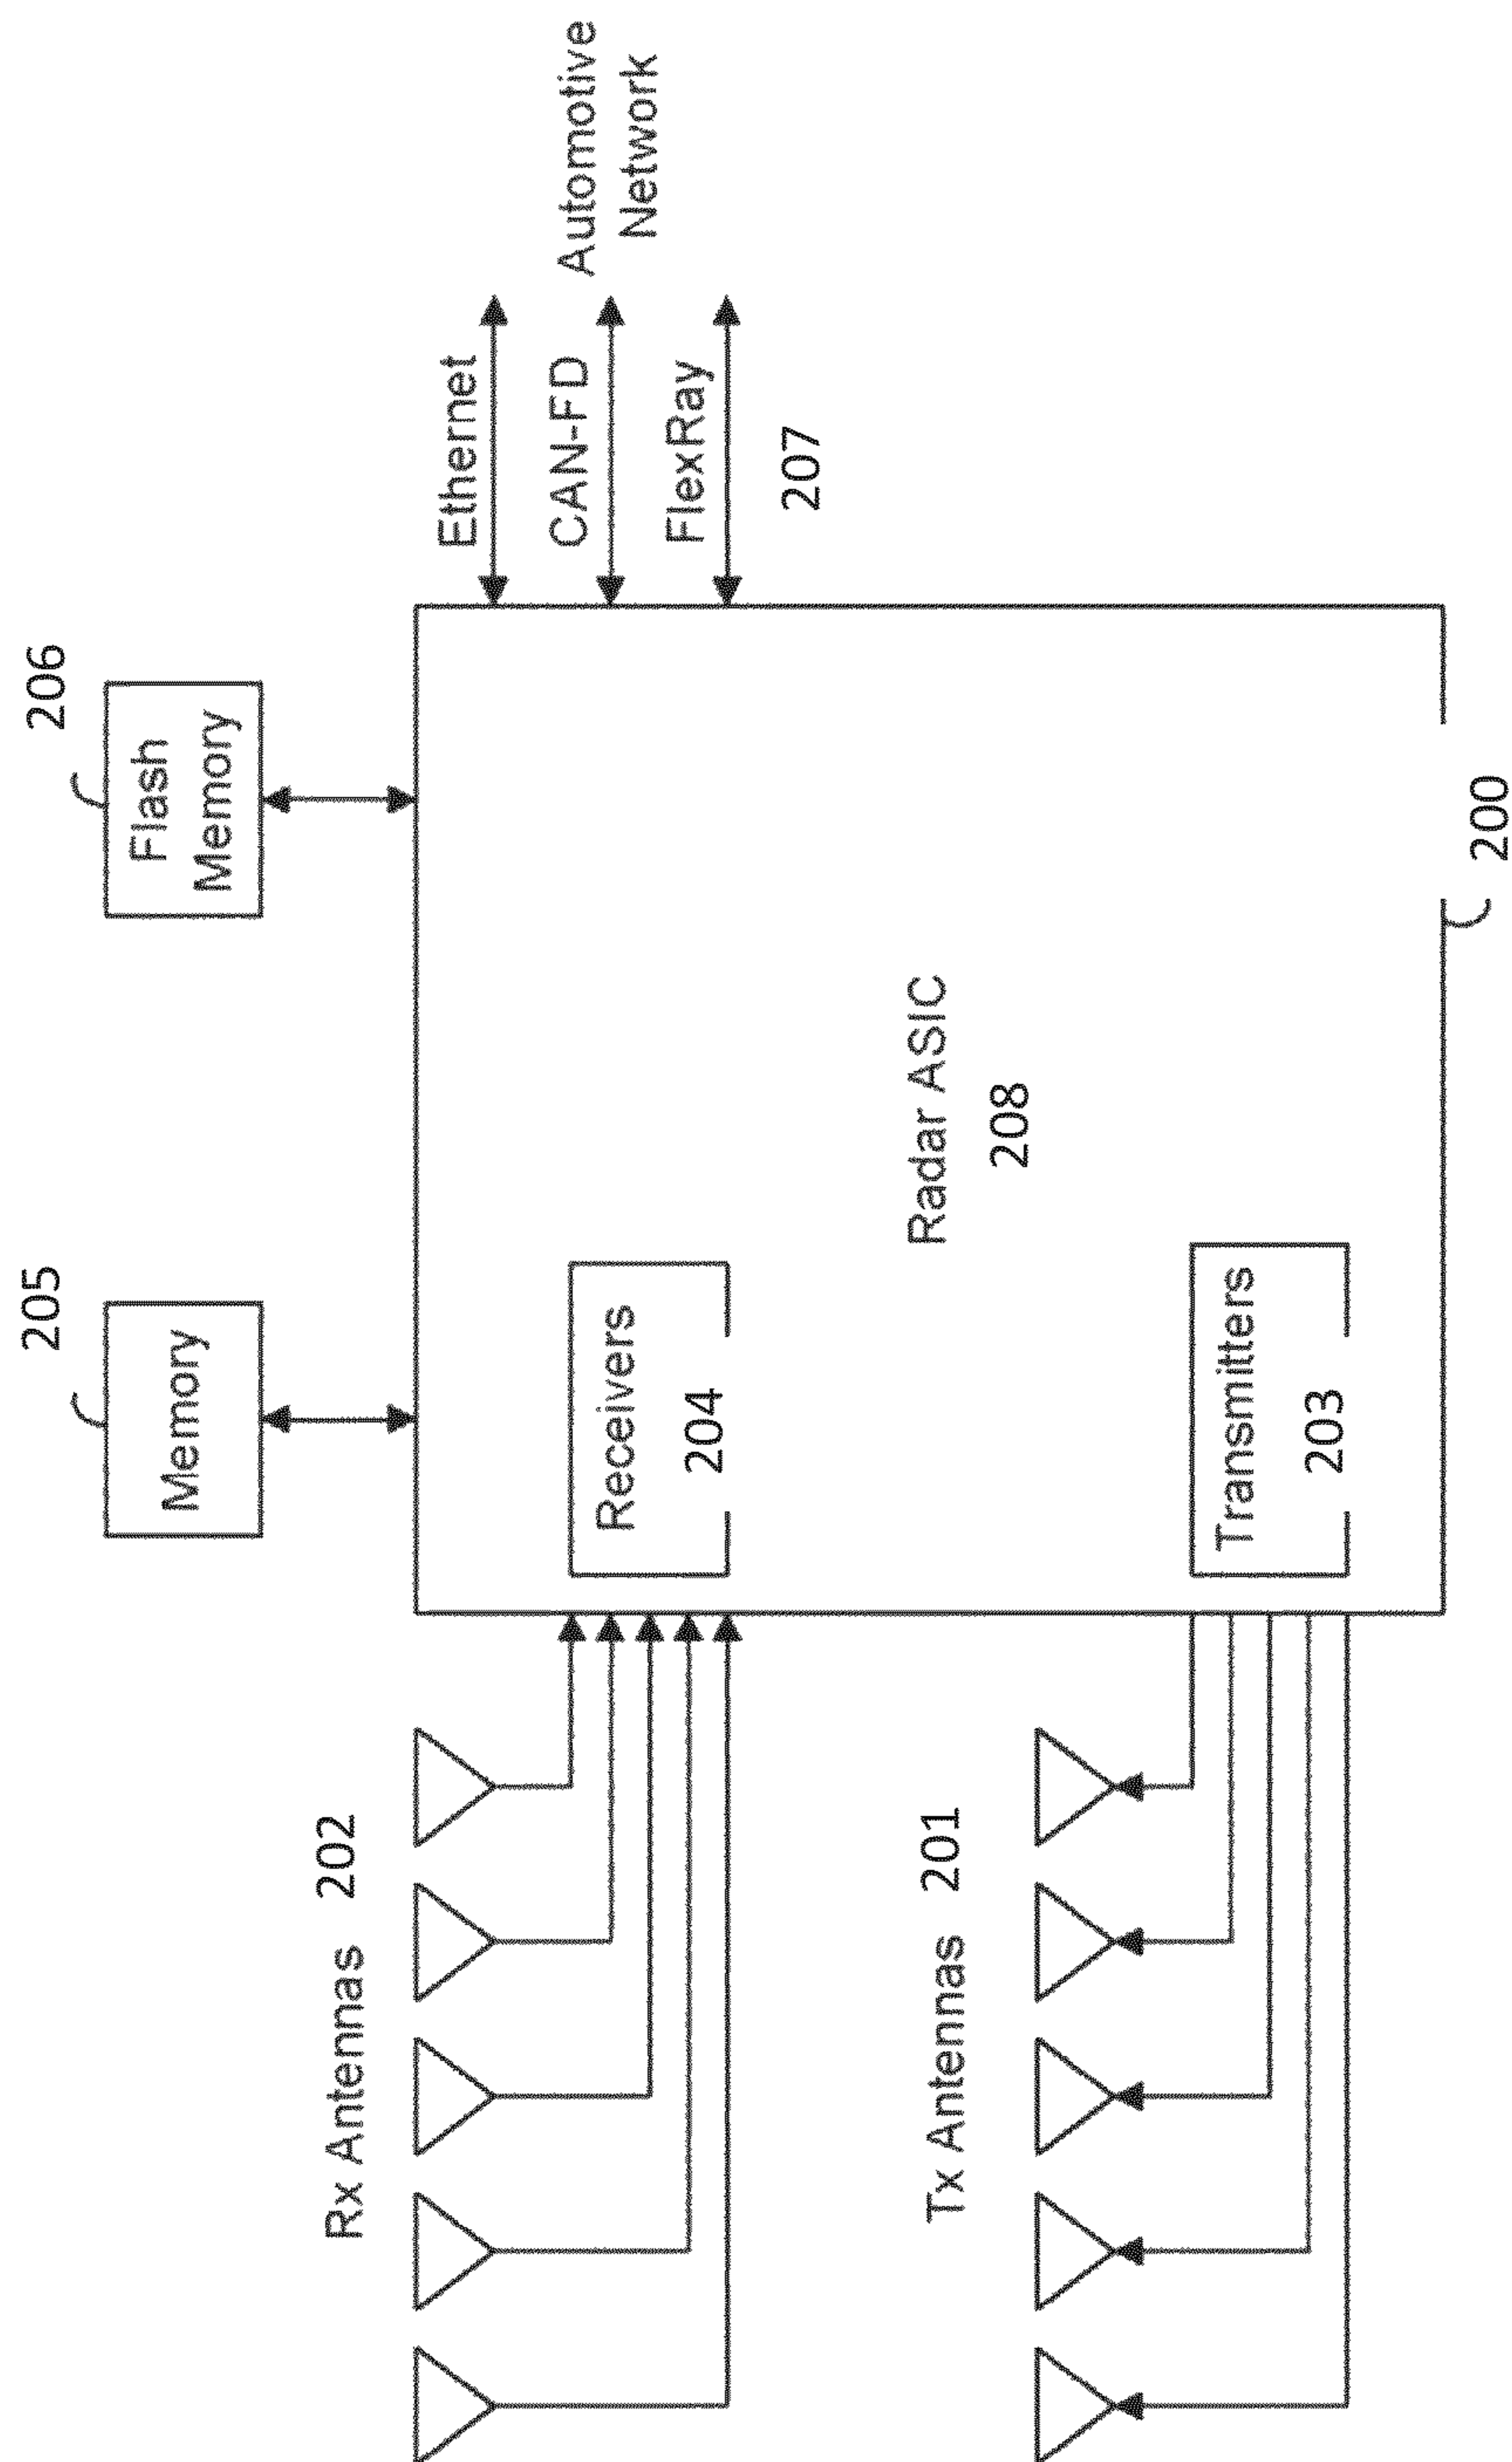 205
Memory
206
Flash
Memory
Rx Antennas 202
Receivers
204
Radar ASIC
208
Ethernet
CAN-FD
FlexRay
207
Automotive
Network
Tx Antennas 201
Transmitters
203
200